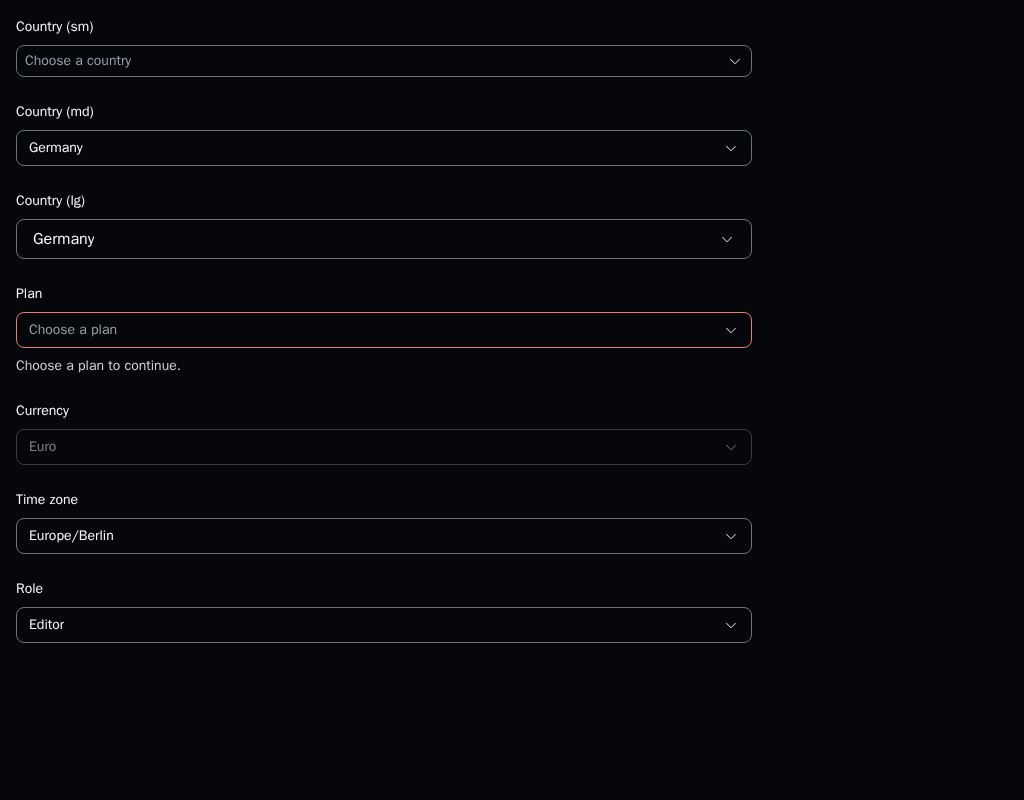 Country (sm)
Choose a country
Country (md)
Germany
Country (lg)
Germany
Plan
Choose a plan
Choose a plan to continue.
Currency
Euro
Time zone
Europe/Berlin
Role
Editor